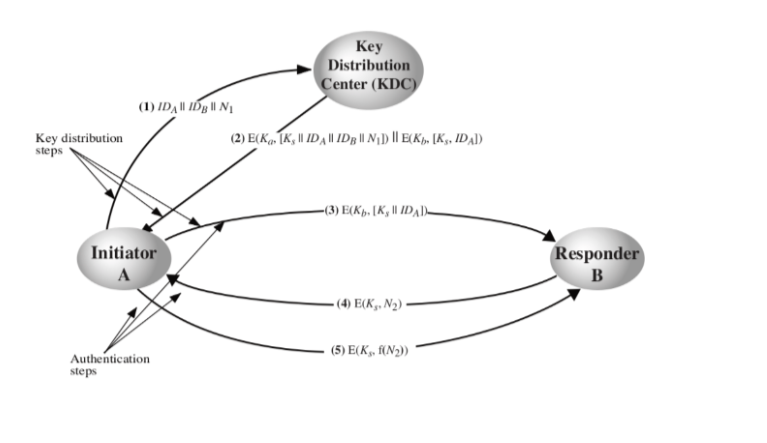 Key
Distribution
Center (KDC)
(1) ID_A || ID_B || N_1
Key distribution
steps
(2) E(K_a, [K_s || ID_A || ID_B || N_1]) || E(K_b, [K_s, ID_A])
(3) E(K_b, [K_s || ID_A])
Initiator
A
Responder
B
(4) E(K_s, N_2)
(5) E(K_s, f(N_2))
Authentication
steps